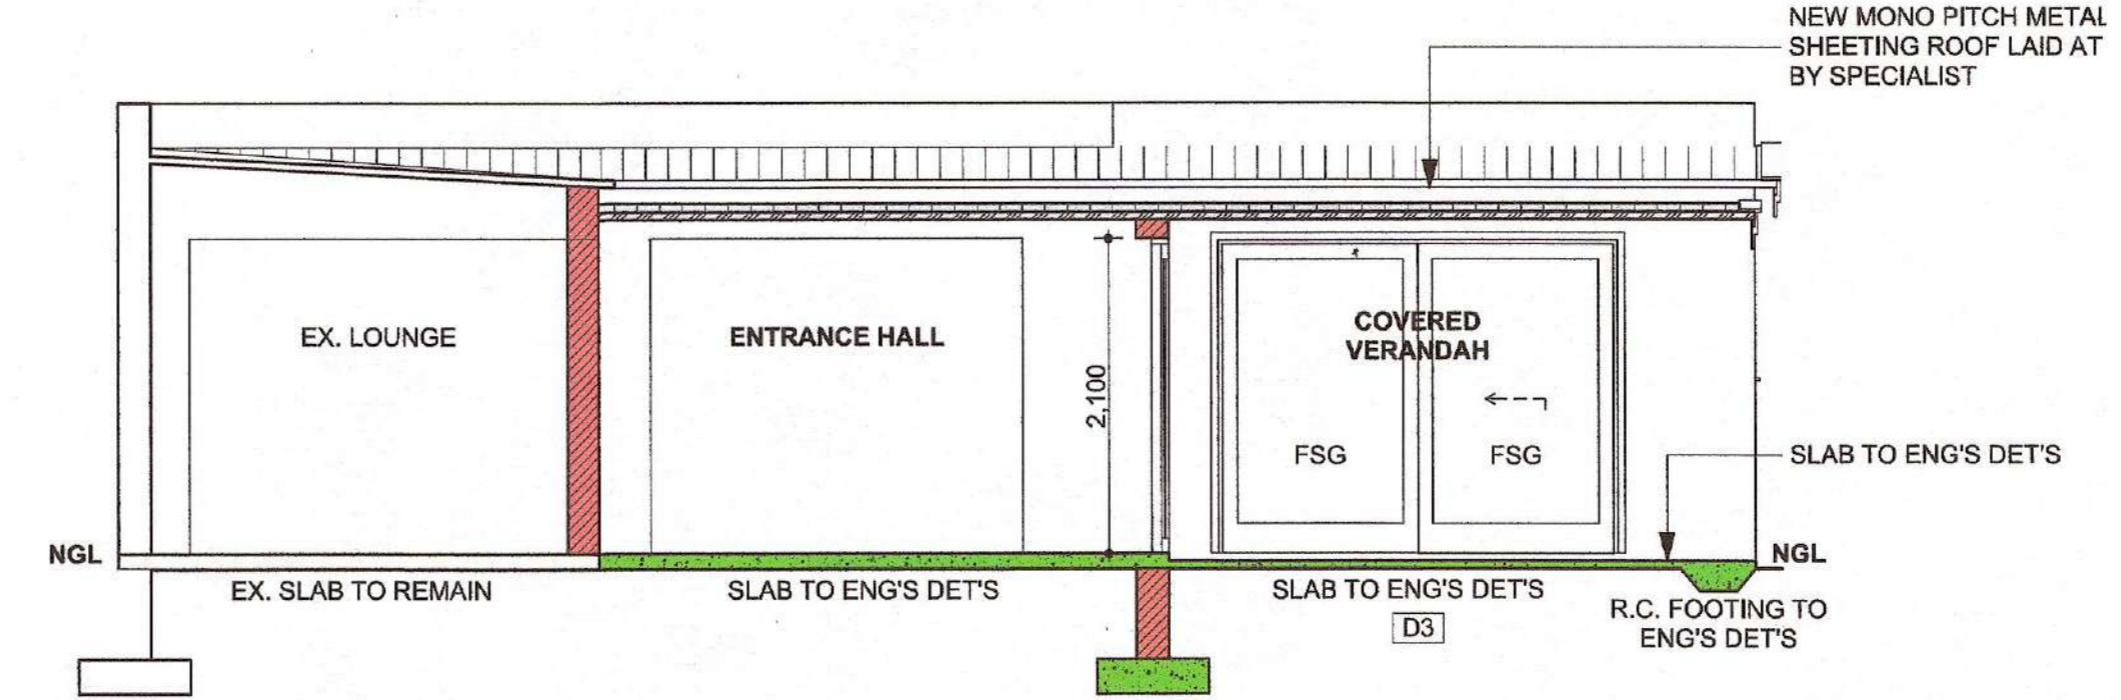 NEW MONO PITCH METAL
SHEETING ROOF LAID AT
BY SPECIALIST
EX. LOUNGE
ENTRANCE HALL
COVERED
VERANDAH
2,100
FSG
FSG
SLAB TO ENG'S DET'S
NGL
NGL
EX. SLAB TO REMAIN
SLAB TO ENG'S DET'S
SLAB TO ENG'S DET'S
D3
R.C. FOOTING TO
ENG'S DET'S